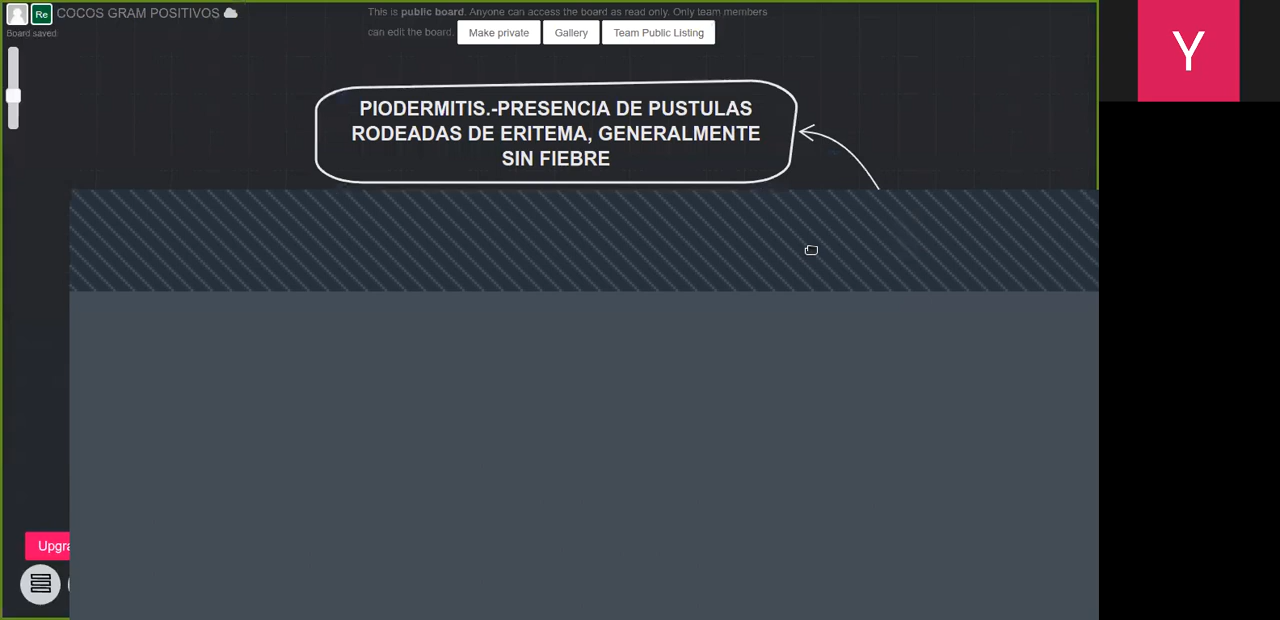 Re COCOS GRAM POSITIVOS
Board saved
This is public board. Anyone can access the board as read only. Only team members
can edit the board. Make private Gallery Team Public Listing
PIODERMITIS.-PRESENCIA DE PUSTULAS
RODEADAS DE ERITEMA, GENERALMENTE
SIN FIEBRE
Y
Upgra